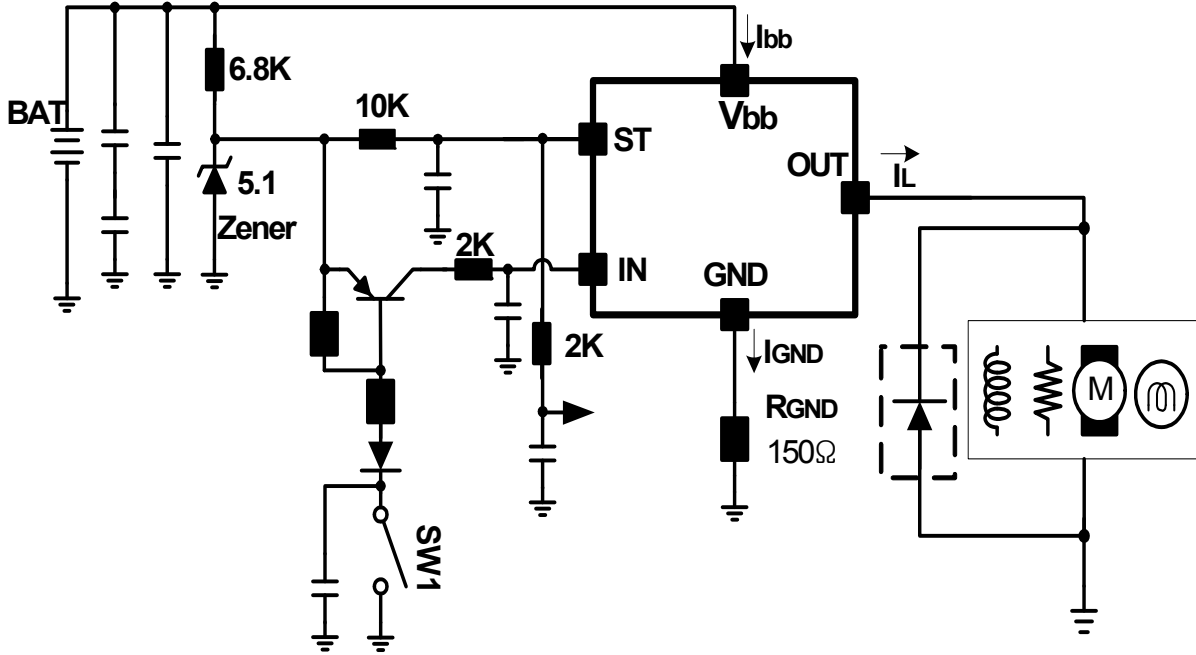 Ibb
6.8K
BAT
10K
Vbb
ST
OUT
IL
5.1
Zener
2K
IN
GND
2K
IGND
M
RGND
150Ω
SW1